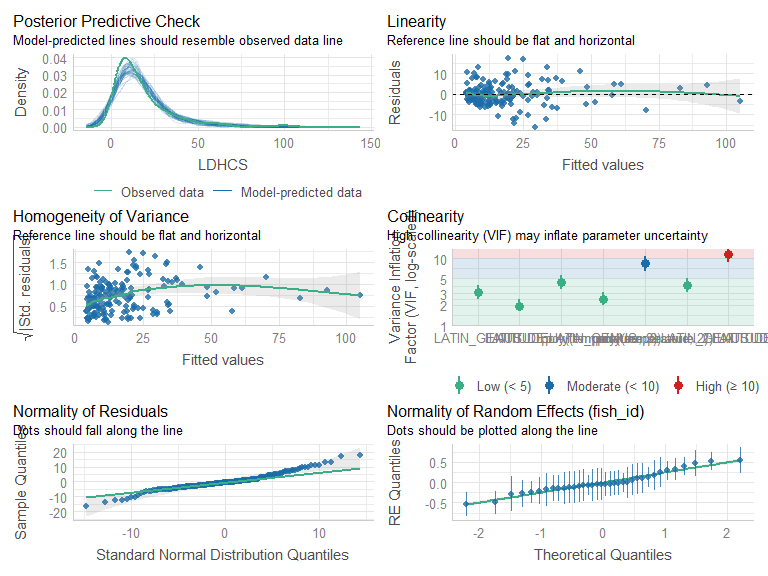 Posterior Predictive Check
Model-predicted lines should resemble observed data line
Density
0.04
0.03
0.02
0.01
0.00
0
50
100
150
LDHCS
Observed data
Model-predicted data
Linearity
Reference line should be flat and horizontal
Residuals
10
0
-10
0
25
50
75
100
Fitted values
Homogeneity of Variance
Reference line should be flat and horizontal
√|Std. residuals|
1.5
1.0
0.5
0
25
50
75
100
Fitted values
Collinearity
High collinearity (VIF) may inflate parameter uncertainty
Variance Inflation
Factor (VIF, log-scaled)
10
5
3
2
1
Low (< 5)
Moderate (< 10)
High (≥ 10)
Normality of Residuals
Dots should fall along the line
Sample Quantiles
20
10
0
-10
-20
-10
0
10
Standard Normal Distribution Quantiles
Normality of Random Effects (fish_id)
Dots should be plotted along the line
RE Quantiles
0.5
0.0
-0.5
-2
-1
0
1
2
Theoretical Quantiles